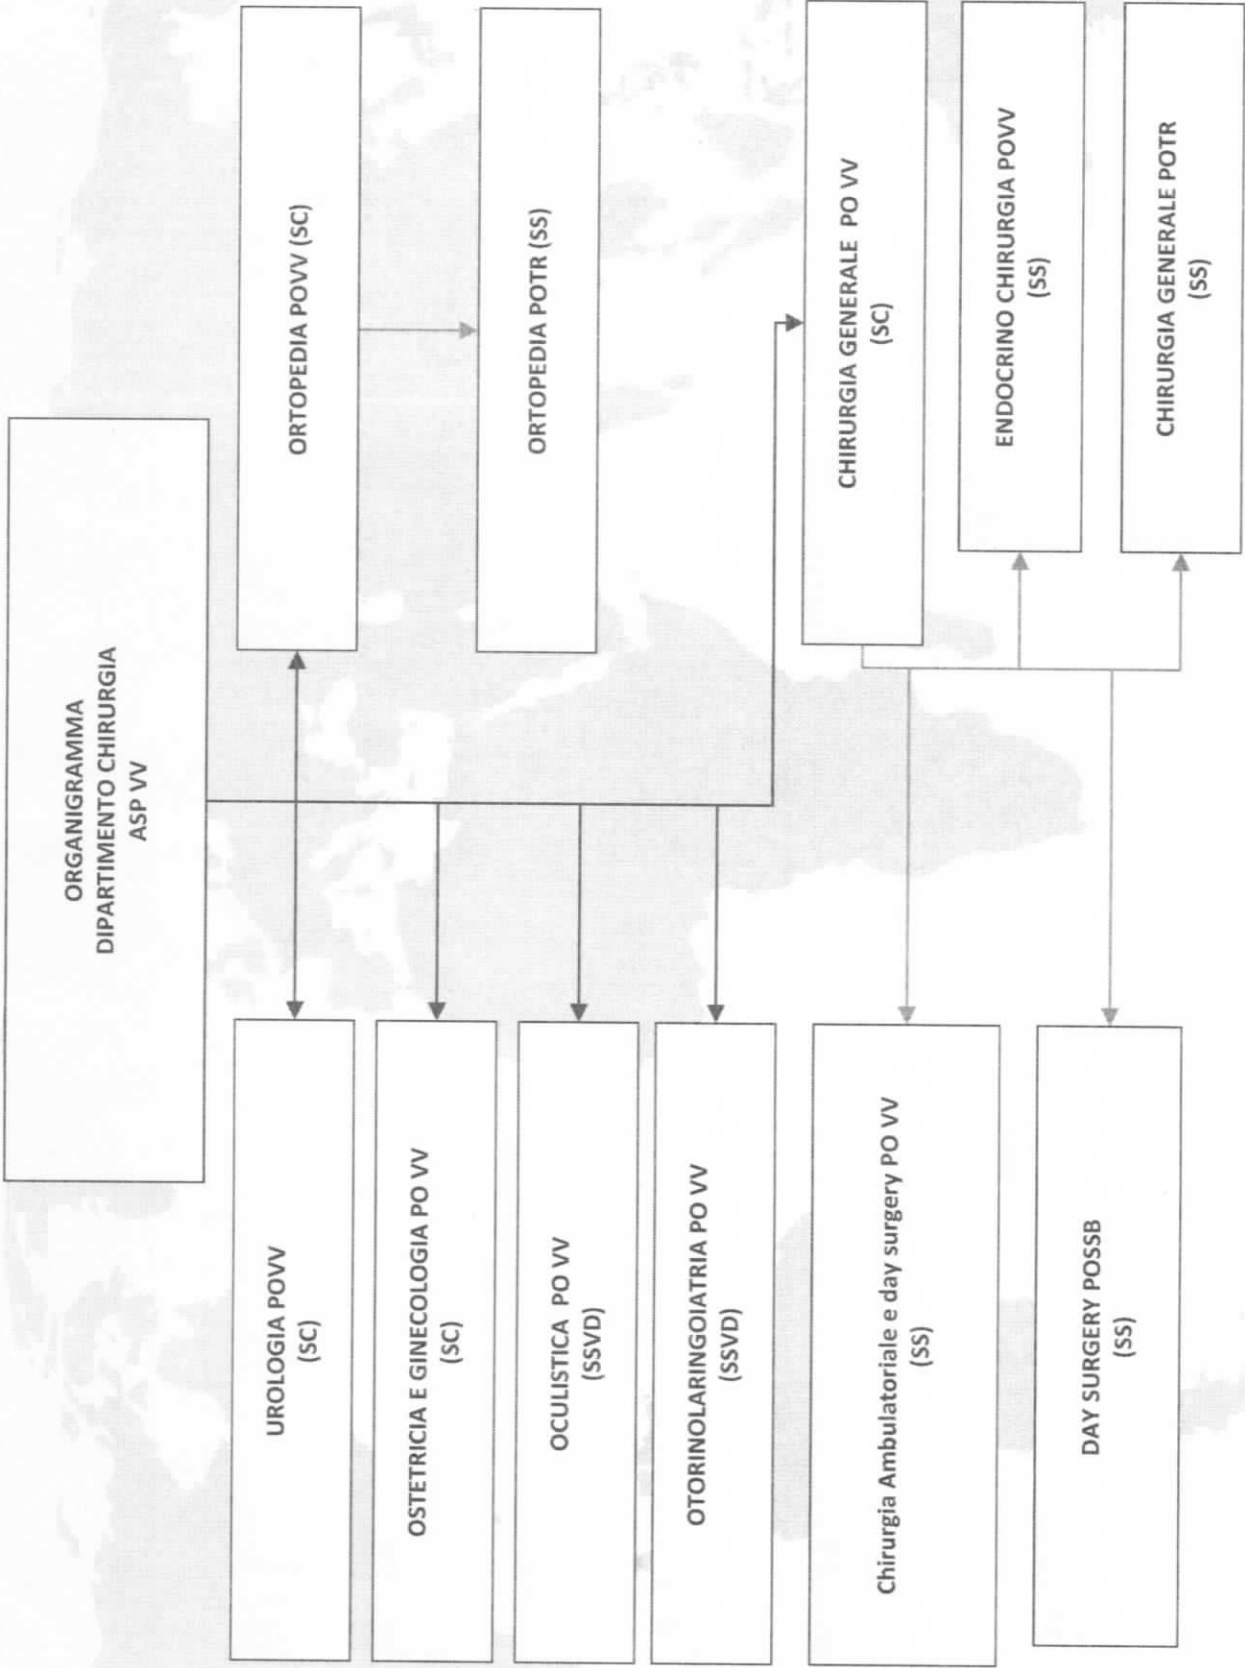 ORGANIGRAMMA
DIPARTIMENTO CHIRURGIA
ASP VV
UROLOGIA POVV
(SC)
ORTOPEDIA POVV (SC)
OSTETRICIA E GINECOLOGIA PO VV
(SC)
ORTOPEDIA POTR (SS)
OCULISTICA PO VV
(SSVD)
OTORINOLARINGOIATRIA PO VV
(SSVD)
CHIRURGIA GENERALE PO VV
(SC)
Chirurgia Ambulatoriale e day surgery PO VV
(SS)
ENDOCRINO CHIRURGIA POVV
(SS)
DAY SURGERY POSSB
(SS)
CHIRURGIA GENERALE POTR
(SS)